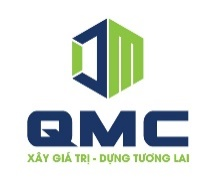 QMC
XÂY GIÁ TRỊ - DỰNG TƯƠNG LAI